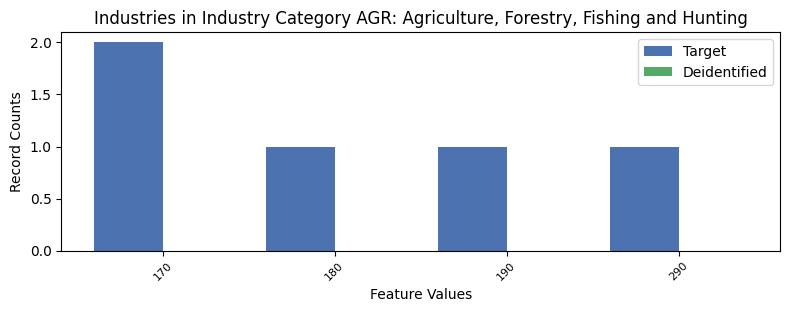 Industries in Industry Category AGR: Agriculture, Forestry, Fishing and Hunting
Target
Deidentified
2.0
1.5
1.0
0.5
0.0
Record Counts
170
180
190
290
Feature Values